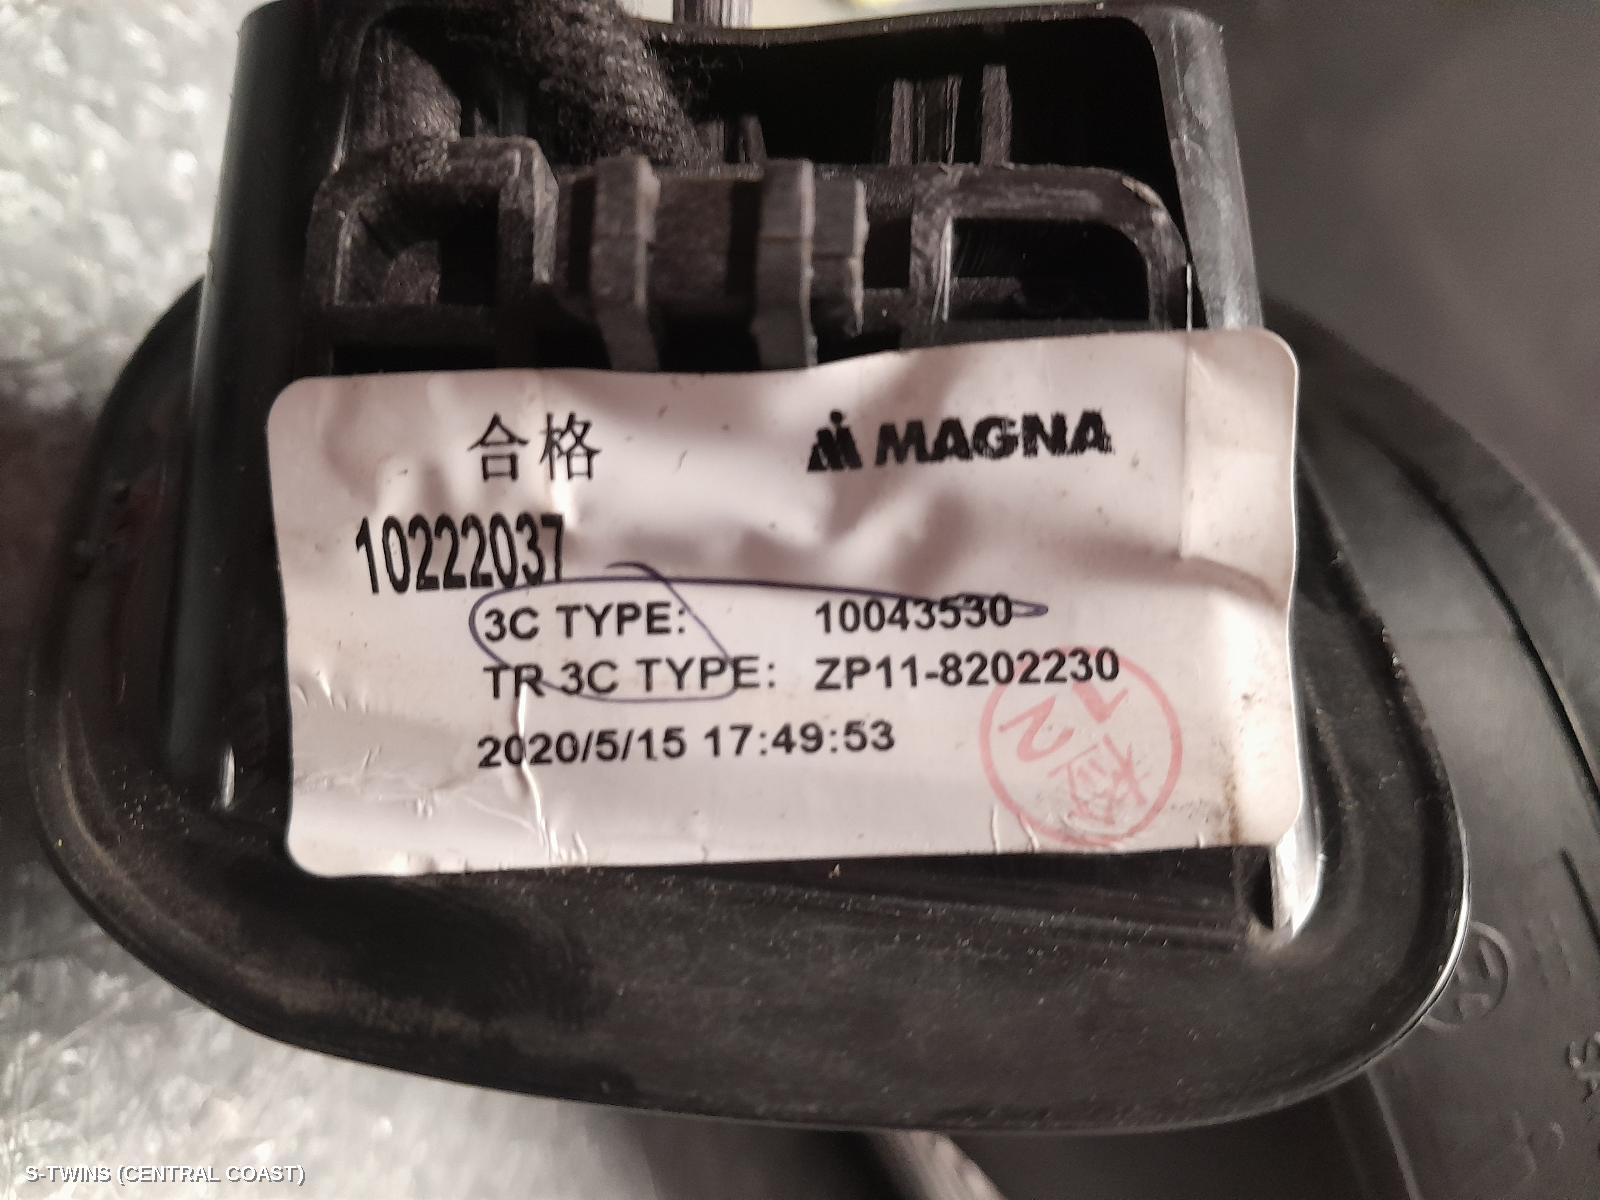 合格 MAGNA
10222037
3C TYPE: 10043530
TR 3C TYPE: ZP11-8202230
2020/5/15 17:49:53
12
S-TWINS (CENTRAL COAST)